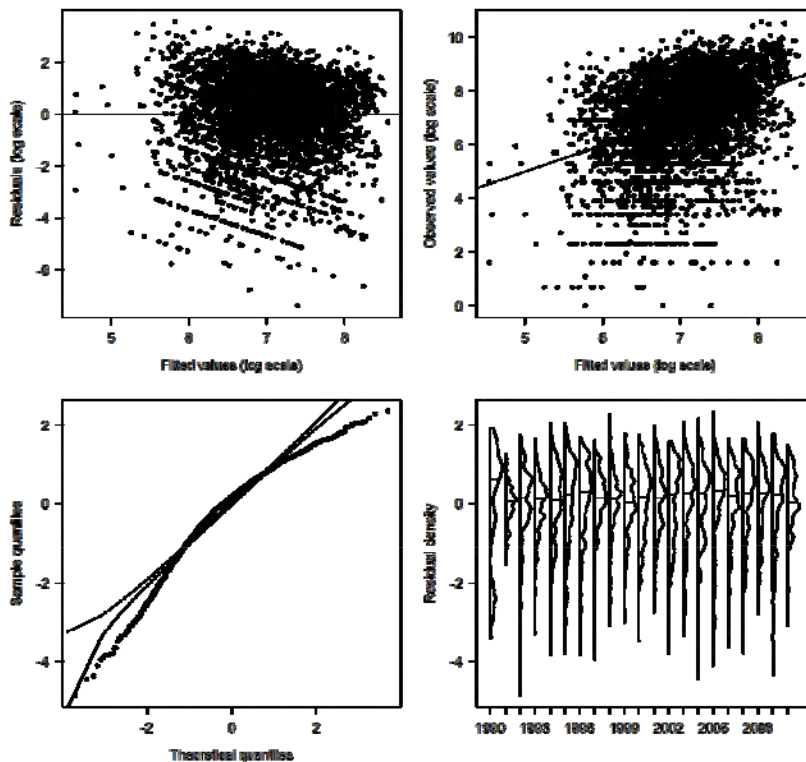 Residuals (log scale)
2
0
-2
-4
-6
5 6 7 8
Fitted values (log scale)
Observed values (log scale)
10
8
6
4
2
0
5 6 7 8
Fitted values (log scale)
Sample quantiles
2
0
-2
-4
-2 0 2
Theoretical quantiles
Residual density
2
0
-2
-4
1990 1993 1996 1999 2002 2005 2008